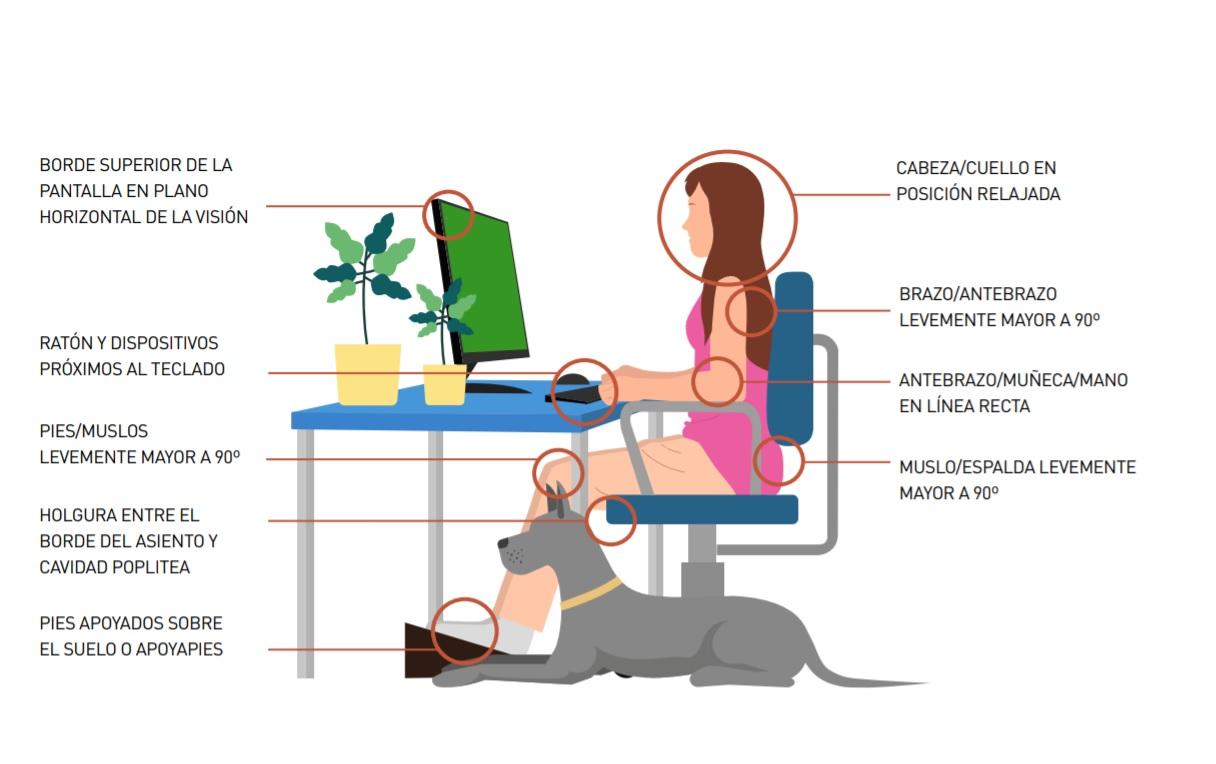 BORDE SUPERIOR DE LA
PANTALLA EN PLANO
HORIZONTAL DE LA VISIÓN
RATÓN Y DISPOSITIVOS
PRÓXIMOS AL TECLADO
PIES/MUSLOS
LEVEMENTE MAYOR A 90º
HOLGURA ENTRE EL
BORDE DEL ASIENTO Y
CAVIDAD POPLITEA
PIES APOYADOS SOBRE
EL SUELO O APOYAPIES
CABEZA/CUELLO EN
POSICIÓN RELAJADA
BRAZO/ANTEBRAZO
LEVEMENTE MAYOR A 90º
ANTEBRAZO/MUÑECA/MANO
EN LÍNEA RECTA
MUSLO/ESPALDA LEVEMENTE
MAYOR A 90º